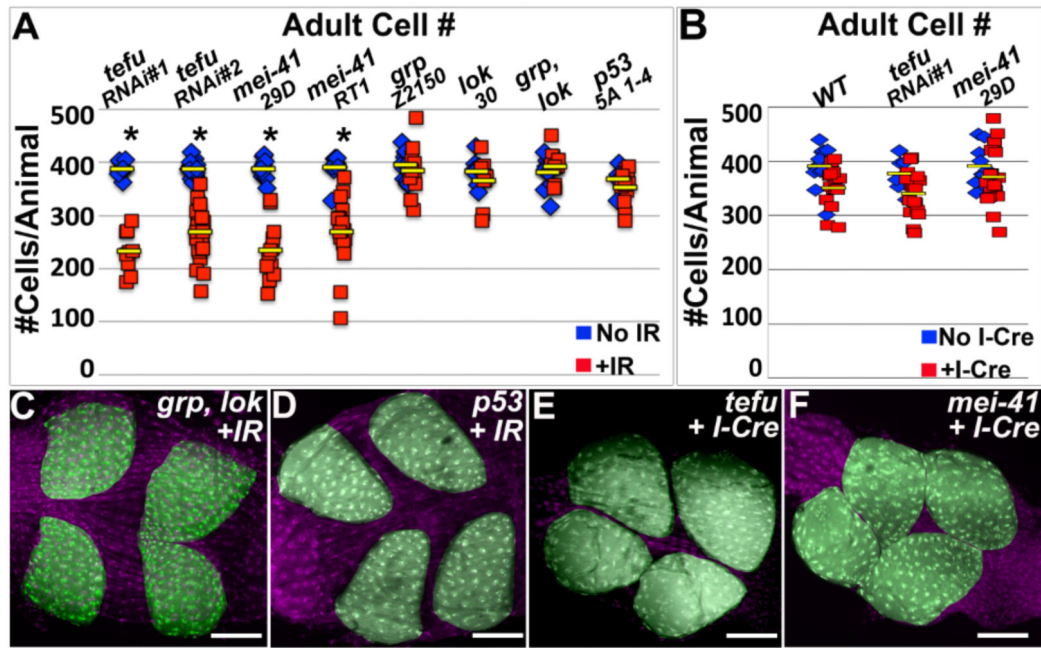 A Adult Cell #
tefu RNAi#1
tefu RNAi#2
mei-41 29D
mei-41 RT1
grp Z2150
lok 30
grp, lok
p53 5A 1-4
* * * *
#Cells/Animal
500
400
300
200
100
0
No IR
+IR
B Adult Cell #
WT
tefu RNAi#1
mei-41 29D
#Cells/Animal
500
400
300
200
100
0
No I-Cre
+I-Cre
C grp, lok
+IR
D p53
+ IR
E tefu
+ I-Cre
F mei-41
+ I-Cre